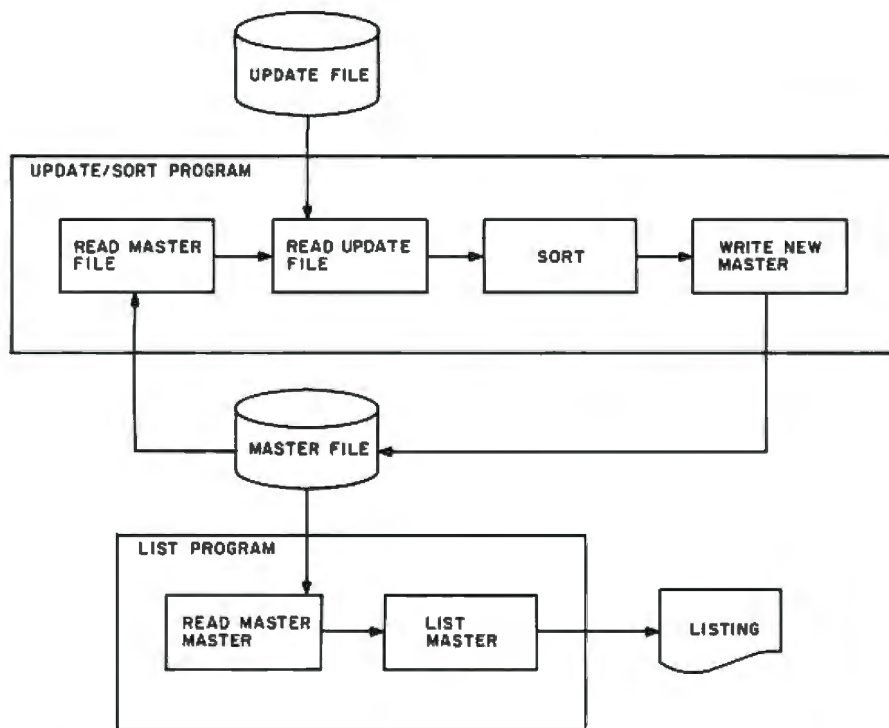 UPDATE FILE
UPDATE/SORT PROGRAM
READ MASTER
FILE
READ UPDATE
FILE
SORT
WRITE NEW
MASTER
MASTER FILE
LIST PROGRAM
READ MASTER
MASTER
LIST
MASTER
LISTING